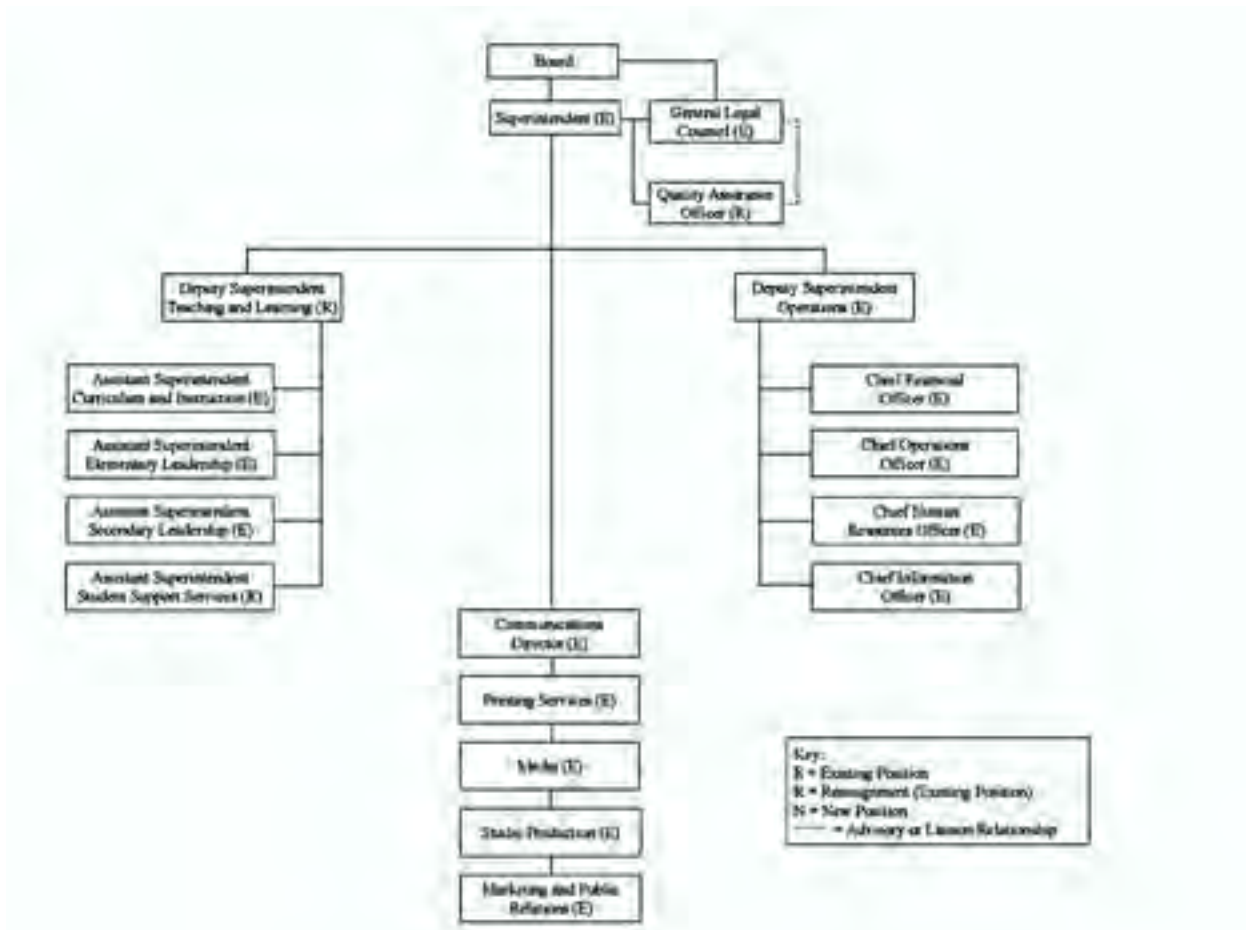 Board
Superintendent (E)
General Legal
Counsel (E)
Quality Assurance
Officer (R)
Deputy Superintendent
Teaching and Learning (R)
Deputy Superintendent
Operations (E)
Assistant Superintendent
Curriculum and Instruction (E)
Assistant Superintendent
Elementary Leadership (E)
Assistant Superintendent
Secondary Leadership (E)
Assistant Superintendent
Student Support Services (R)
Chief Financial
Officer (E)
Chief Operations
Officer (E)
Chief Human
Resources Officer (E)
Chief Information
Officer (E)
Communications
Director (E)
Printing Services (E)
Media (E)
Studio Production (E)
Marketing and Public
Relations (E)
Key:
E = Existing Position
R = Reassignment (Existing Position)
N = New Position
= Advisory or Liaison Relationship